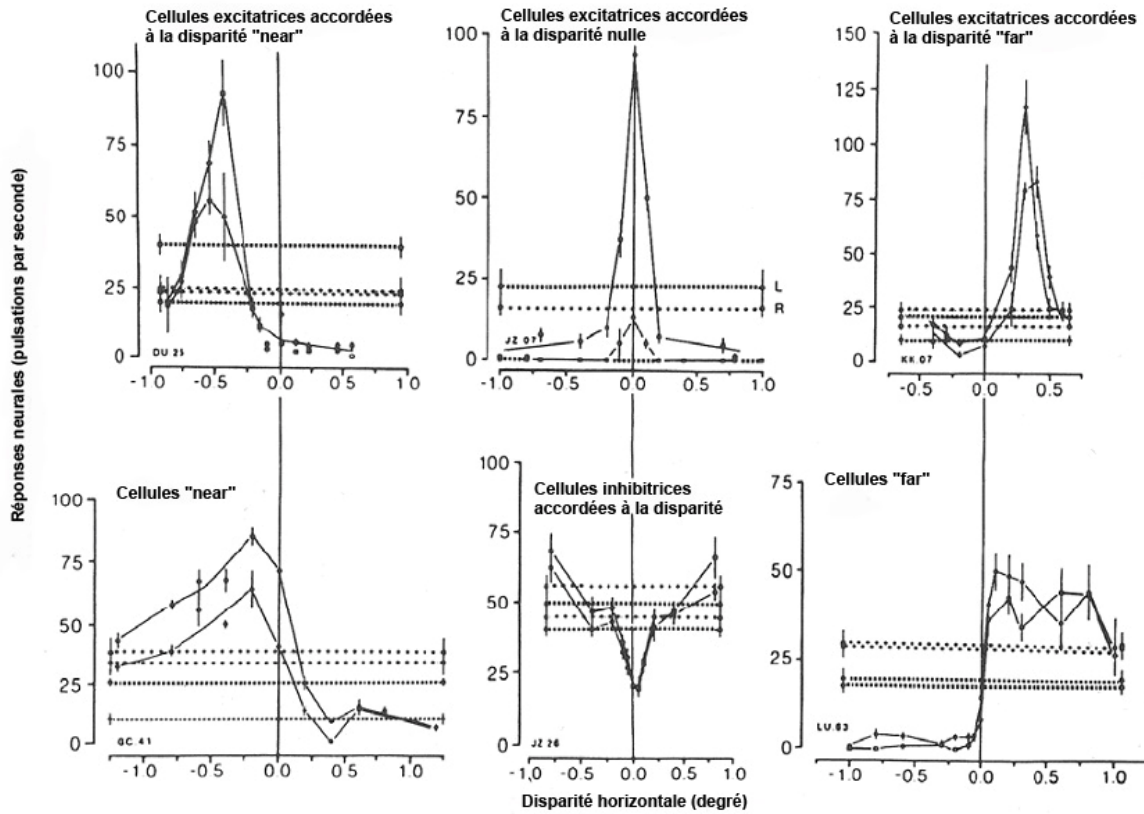 Cellules excitatrices accordées
à la disparité "near"
Cellules excitatrices accordées
à la disparité nulle
Cellules excitatrices accordées
à la disparité "far"
100
75
50
25
0
DU 25
-1.0 -0.5 0.0 0.5 1.0
100
75
50
25
0
L
R
JZ 07
-1.0 -0.5 0.0 0.5 1.0
150
125
100
75
50
25
0
KK 07
-0.5 0.0 0.5
Réponses neurales (pulsations par seconde)
Cellules "near"
100
75
50
25
0
GC 41
-1.0 -0.5 0.0 0.5 1.0
Cellules inhibitrices
accordées à la disparité
100
75
50
25
0
JZ 26
-1.0 -0.5 0.0 0.5 1.0
Cellules "far"
75
50
25
0
LU 63
-1.0 -0.5 0.0 0.5 1.0
Disparité horizontale (degré)